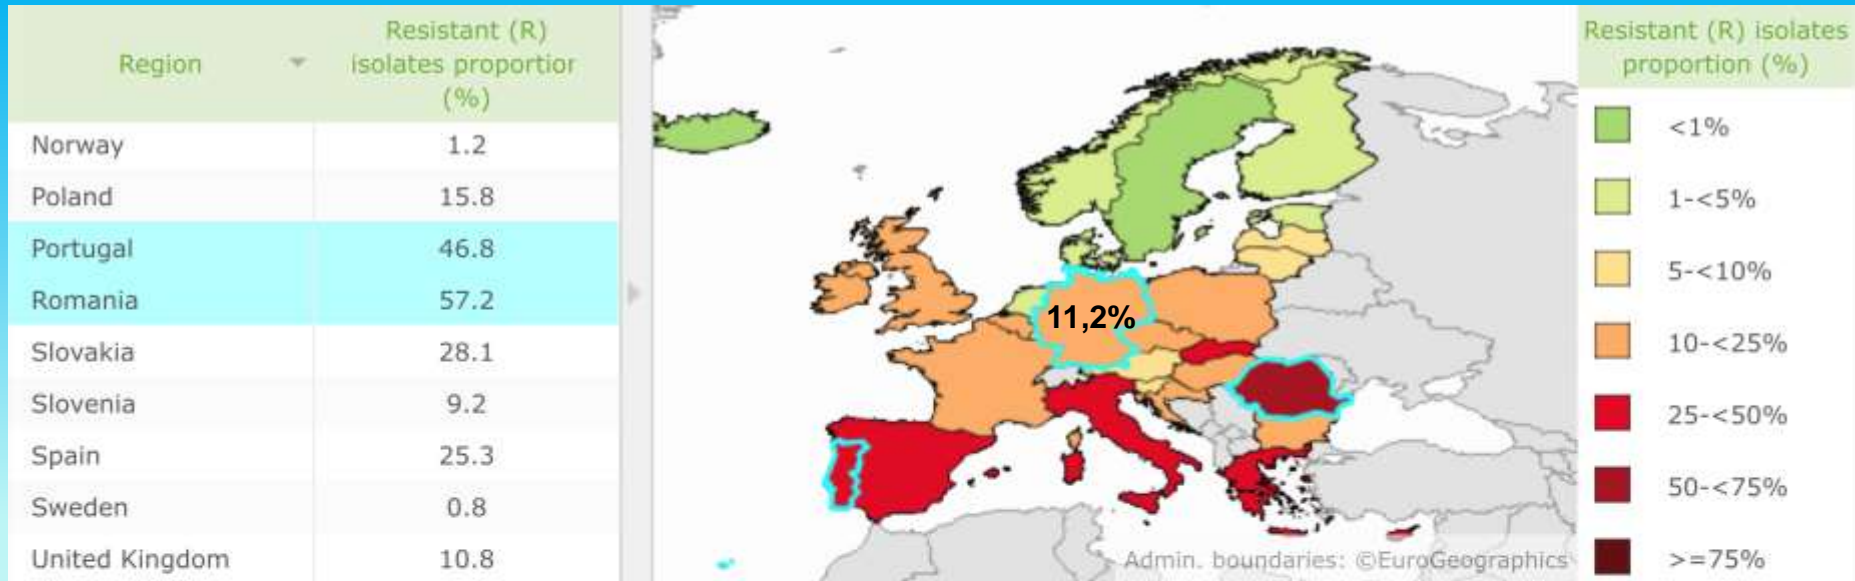 Region
Resistant (R)
isolates proportior
(%)
Norway 1.2
Poland 15.8
Portugal 46.8
Romania 57.2
Slovakia 28.1
Slovenia 9.2
Spain 25.3
Sweden 0.8
United Kingdom 10.8
11,2%
Admin. boundaries: ©EuroGeographics
Resistant (R) isolates
proportion (%)
<1%
1-<5%
5-<10%
10-<25%
25-<50%
50-<75%
>=75%